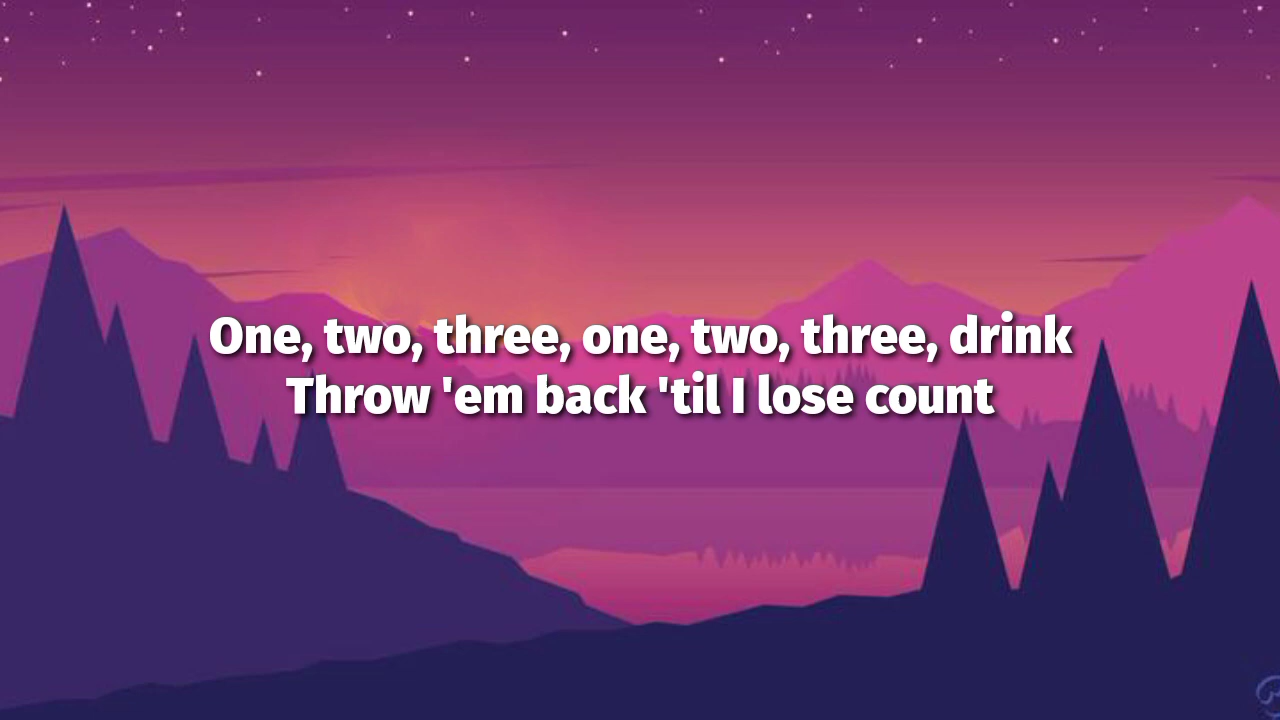 One, two, three, one, two, three, drink
Throw 'em back 'til I lose count